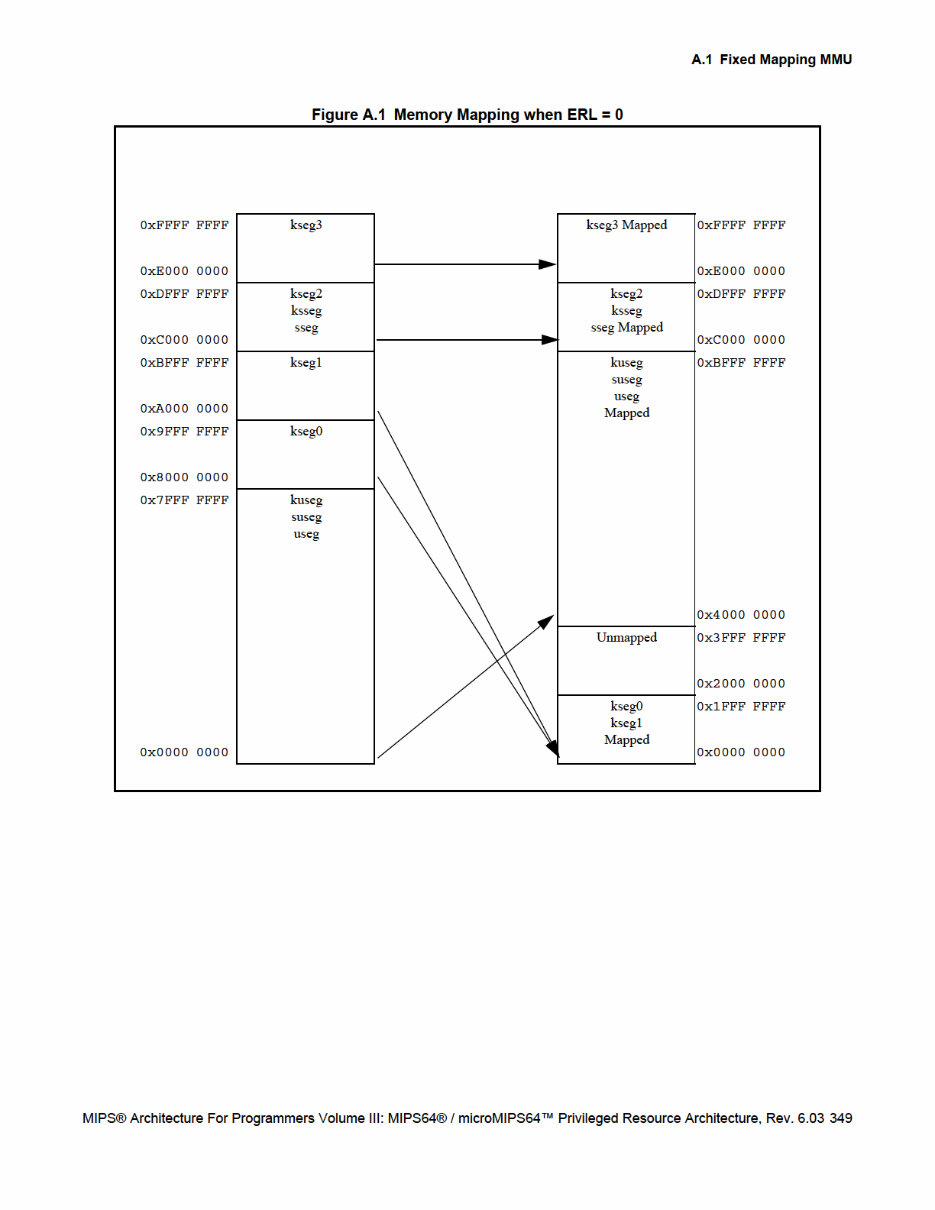 A.1 Fixed Mapping MMU
Figure A.1 Memory Mapping when ERL = 0
0xFFFF FFFF
kseg3
kseg3 Mapped
0xFFFF FFFF
0xE000 0000
0xE000 0000
0xDFFF FFFF
kseg2
kseg2
0xDFFF FFFF
ksseg
ksseg
sseg
sseg Mapped
0xC000 0000
0xC000 0000
0xBFFF FFFF
kseg1
kuseg
0xBFFF FFFF
suseg
useg
0xA000 0000
Mapped
0x9FFF FFFF
kseg0
0x8000 0000
0x7FFF FFFF
kuseg
suseg
useg
0x4000 0000
Unmapped
0x3FFF FFFF
0x2000 0000
kseg0
0x1FFF FFFF
kseg1
Mapped
0x0000 0000
0x0000 0000
MIPS® Architecture For Programmers Volume III: MIPS64® / microMIPS64™ Privileged Resource Architecture, Rev. 6.03 349